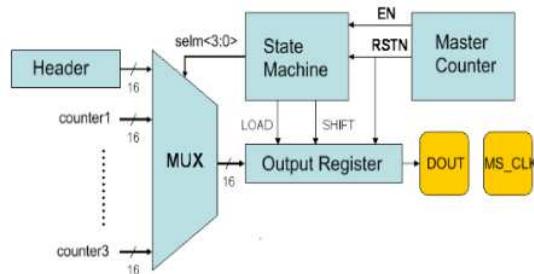 selm<3:0>
State
Machine
EN
RSTN
Master
Counter
Header
16
counter1
16
LOAD
SHIFT
MUX
16
Output Register
DOUT
MS_CLK
counter3
16